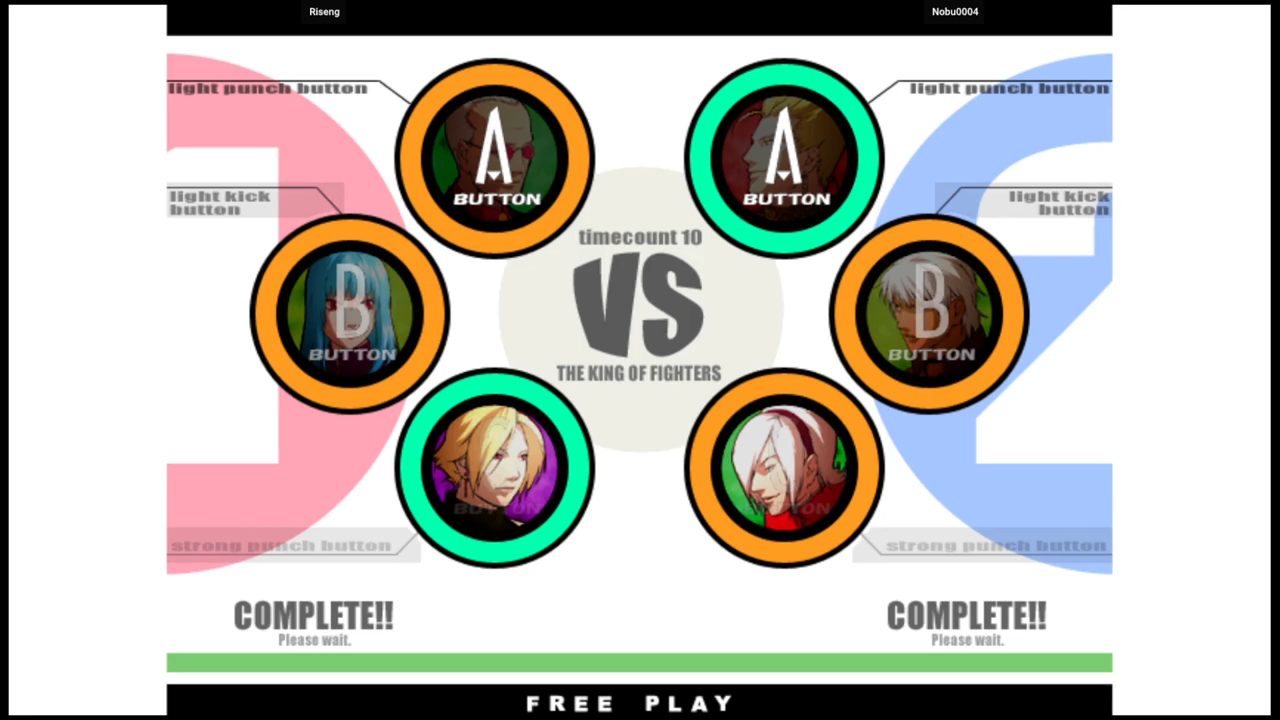 Riseng
Nobu0004
light punch button
A
BUTTON
A
BUTTON
light punch button
light kick
button
light kick
button
timecount 10
VS
THE KING OF FIGHTERS
B
BUTTON
B
BUTTON
BUTTON
BUTTON
strong punch button
strong punch button
COMPLETE!!
Please wait.
COMPLETE!!
Please wait.
FREE PLAY